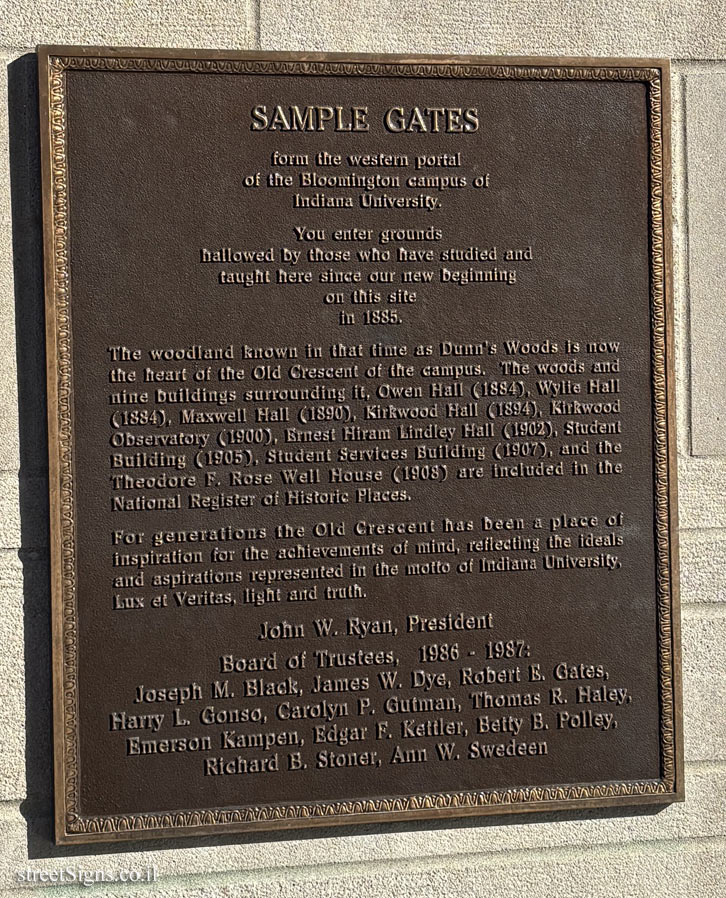 SAMPLE GATES
form the western portal
of the Bloomington campus of
Indiana University.
You enter grounds
hallowed by those who have studied and
taught here since our new beginning
on this site
in 1885.
The woodland known in that time as Dunn's Woods is now
the heart of the Old Crescent of the campus. The woods and
nine buildings surrounding it, Owen Hall (1884), Wylie Hall
(1884), Maxwell Hall (1890), Kirkwood Hall (1894), Kirkwood
Observatory (1900), Ernest Hiram Lindley Hall (1902), Student
Building (1905), Student Services Building (1907), and the
Theodore F. Rose Well House (1908) are included in the
National Register of Historic Places.
For generations the Old Crescent has been a place of
inspiration for the achievements of mind, reflecting the ideals
and aspirations represented in the motto of Indiana University,
Lux et Veritas, light and truth.
John W. Ryan, President
Board of Trustees, 1986 - 1987:
Joseph M. Black, James W. Dye, Robert E. Gates,
Harry L. Gonso, Carolyn P. Gutman, Thomas R. Haley,
Emerson Kampen, Edgar F. Kettler, Betty B. Polley,
Richard B. Stoner, Ann W. Swedeen
streetSigns.co.il